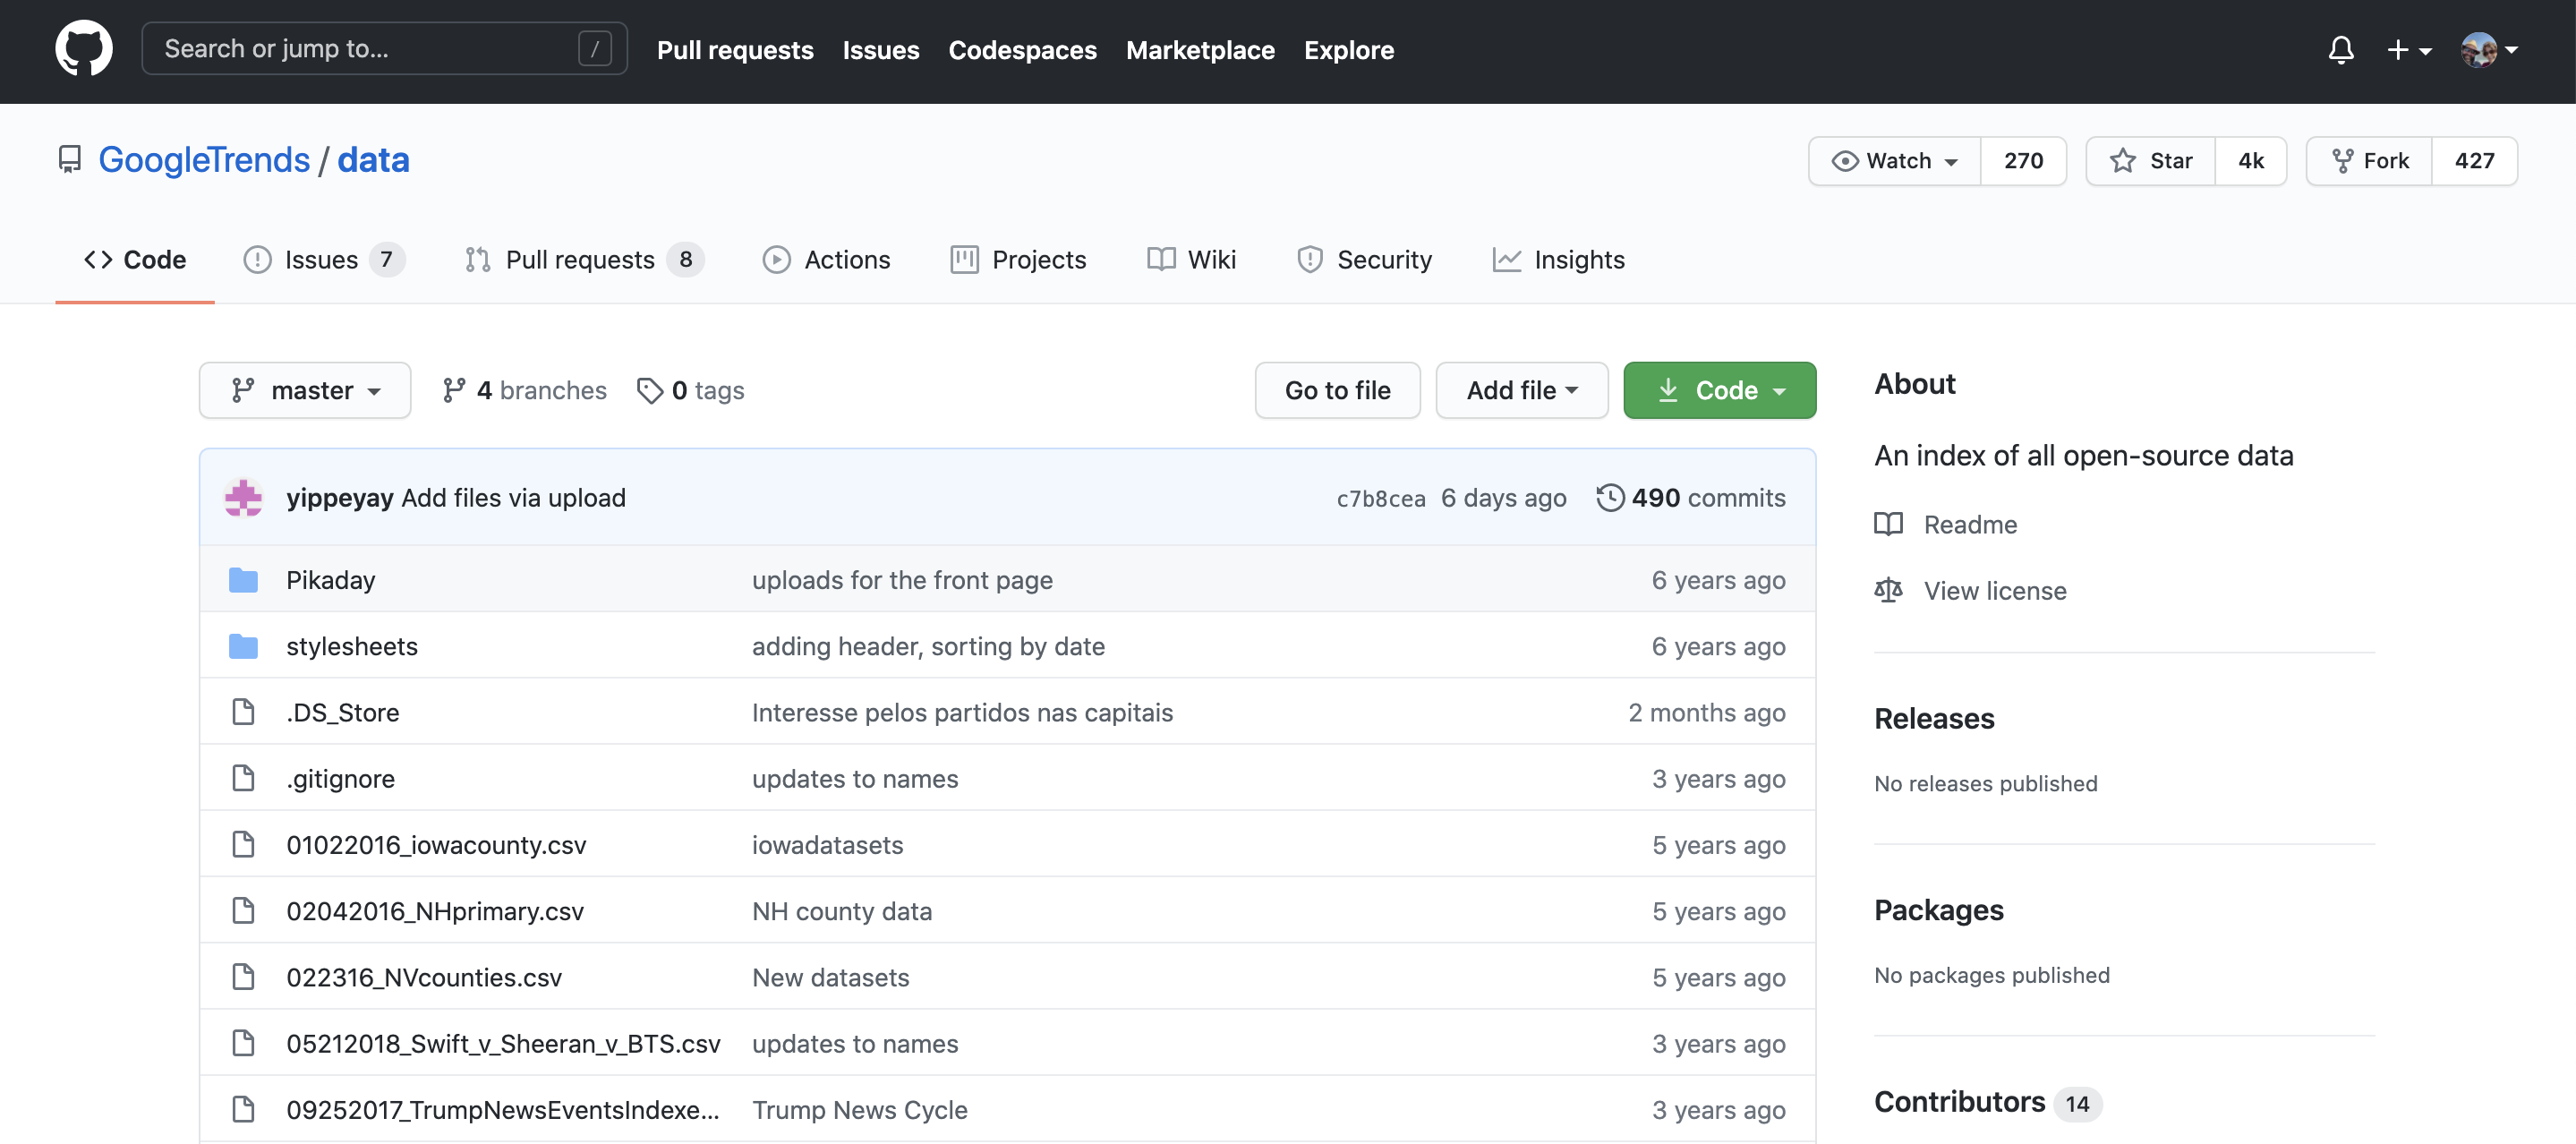 Search or jump to... /
Pull requests Issues Codespaces Marketplace Explore
GoogleTrends / data
Watch 270 Star 4k Fork 427
Code Issues 7 Pull requests 8 Actions Projects Wiki Security Insights
master 4 branches 0 tags Go to file Add file Code
yippeyay Add files via upload c7b8cea 6 days ago 490 commits
Pikaday uploads for the front page 6 years ago
stylesheets adding header, sorting by date 6 years ago
.DS_Store Interesse pelos partidos nas capitais 2 months ago
.gitignore updates to names 3 years ago
01022016_iowacounty.csv iowadatasets 5 years ago
02042016_NHprimary.csv NH county data 5 years ago
022316_NVcounties.csv New datasets 5 years ago
05212018_Swift_v_Sheeran_v_BTS.csv updates to names 3 years ago
09252017_TrumpNewsEventsIndexe... Trump News Cycle 3 years ago
About
An index of all open-source data
Readme
View license
Releases
No releases published
Packages
No packages published
Contributors 14